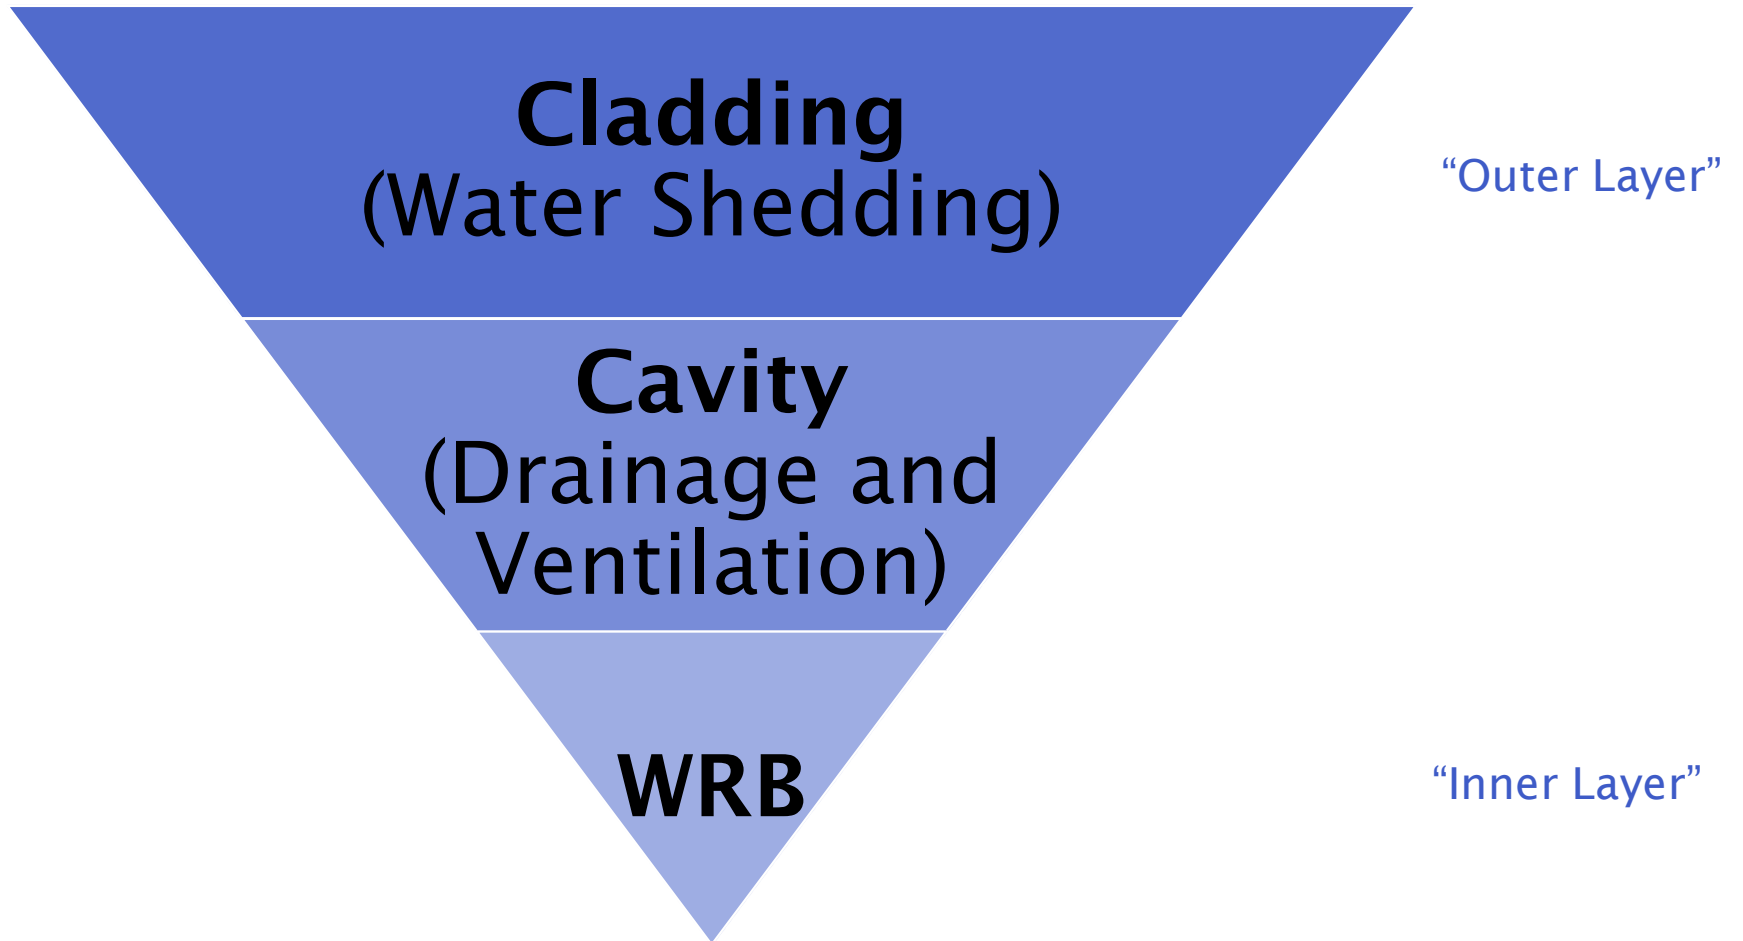 Cladding
(Water Shedding)
“Outer Layer”
Cavity
(Drainage and
Ventilation)
WRB
“Inner Layer”